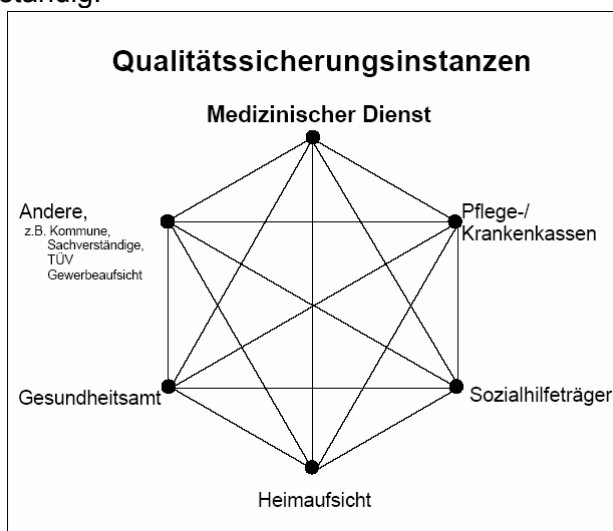 ständig.
Qualitätssicherungsinstanzen
Medizinischer Dienst
Andere,
z.B. Kommune,
Sachverständige,
TÜV
Gewerbeaufsicht
Pflege-/
Krankenkassen
Gesundheitsamt
Sozialhilfeträger
Heimaufsicht